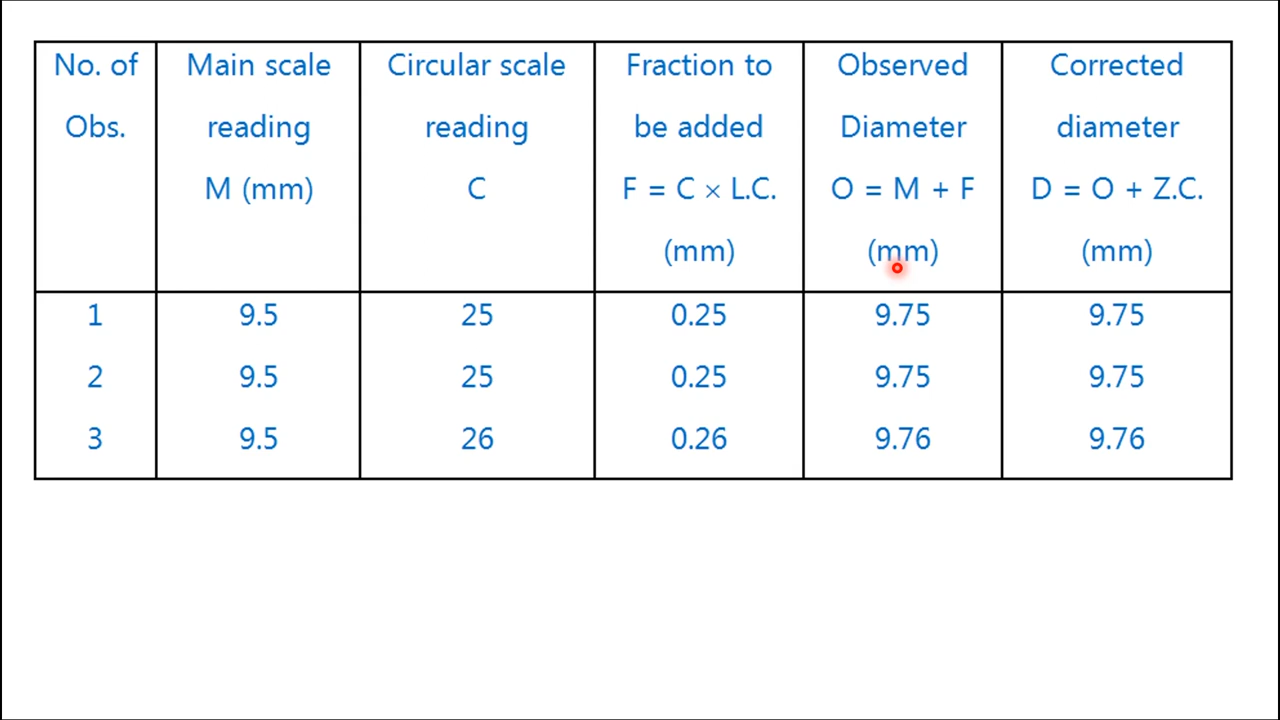 No. of Obs.
Main scale reading M (mm)
Circular scale reading C
Fraction to be added F = C × L.C. (mm)
Observed Diameter O = M + F (mm)
Corrected diameter D = O + Z.C. (mm)
1 9.5 25 0.25 9.75 9.75
2 9.5 25 0.25 9.75 9.75
3 9.5 26 0.26 9.76 9.76